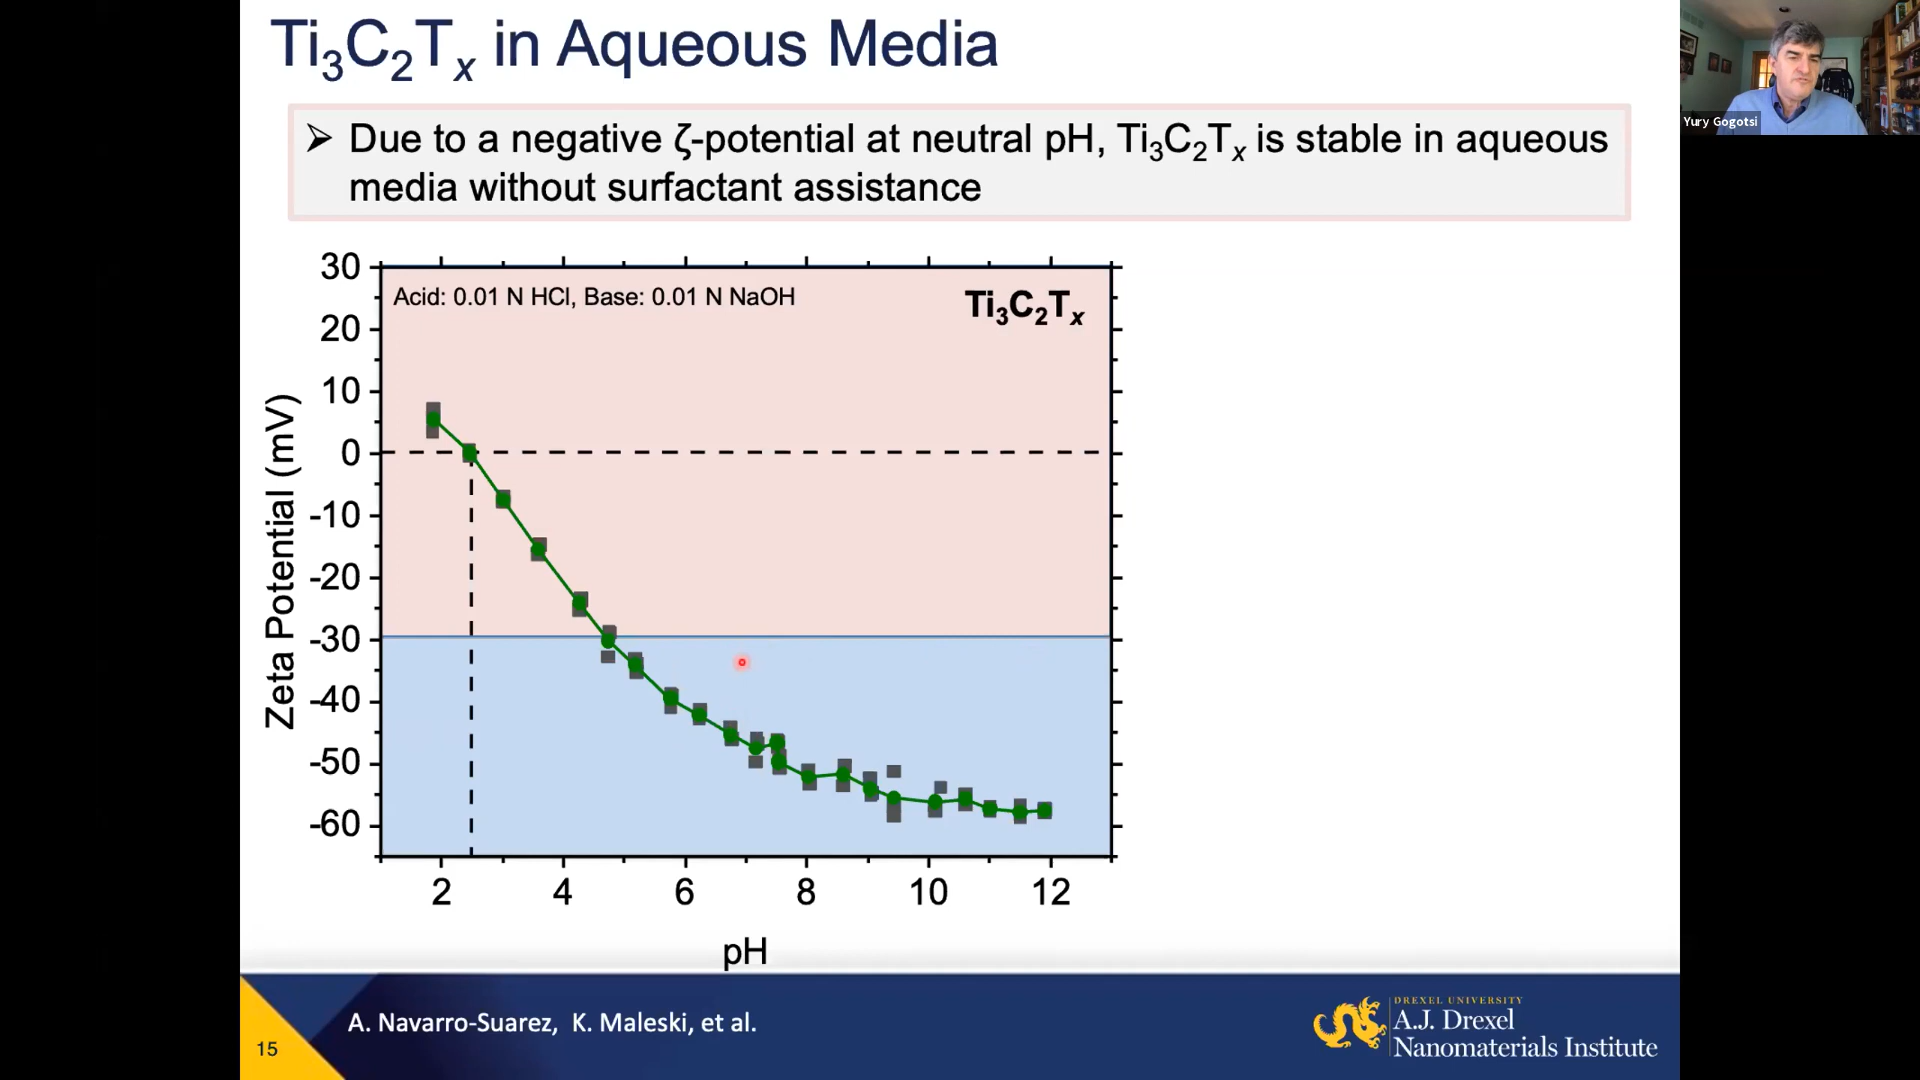 Ti₃C₂Tₓ in Aqueous Media
Yury Gogotsi
➢ Due to a negative ζ-potential at neutral pH, Ti₃C₂Tₓ is stable in aqueous
media without surfactant assistance
Acid: 0.01 N HCl, Base: 0.01 N NaOH
Ti₃C₂Tₓ
Zeta Potential (mV)
30
20
10
0
-10
-20
-30
-40
-50
-60
2 4 6 8 10 12
pH
A. Navarro-Suarez, K. Maleski, et al.
15
DREXEL UNIVERSITY
A.J. Drexel
Nanomaterials Institute